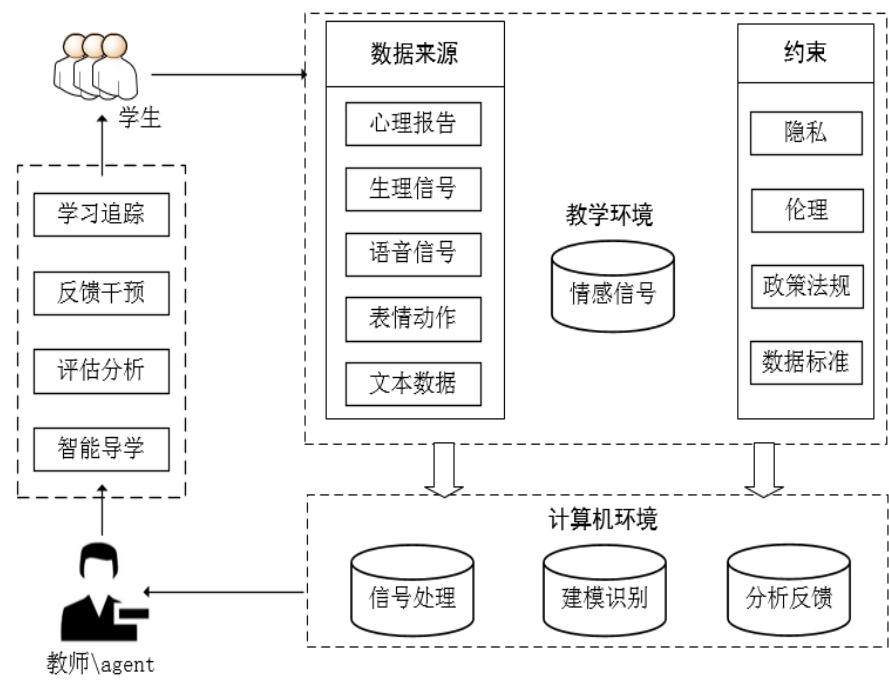 学生
学习追踪
反馈干预
评估分析
智能导学
教师\agent
数据来源
心理报告
生理信号
语音信号
表情动作
文本数据
教学环境
情感信号
约束
隐私
伦理
政策法规
数据标准
计算机环境
信号处理
建模识别
分析反馈